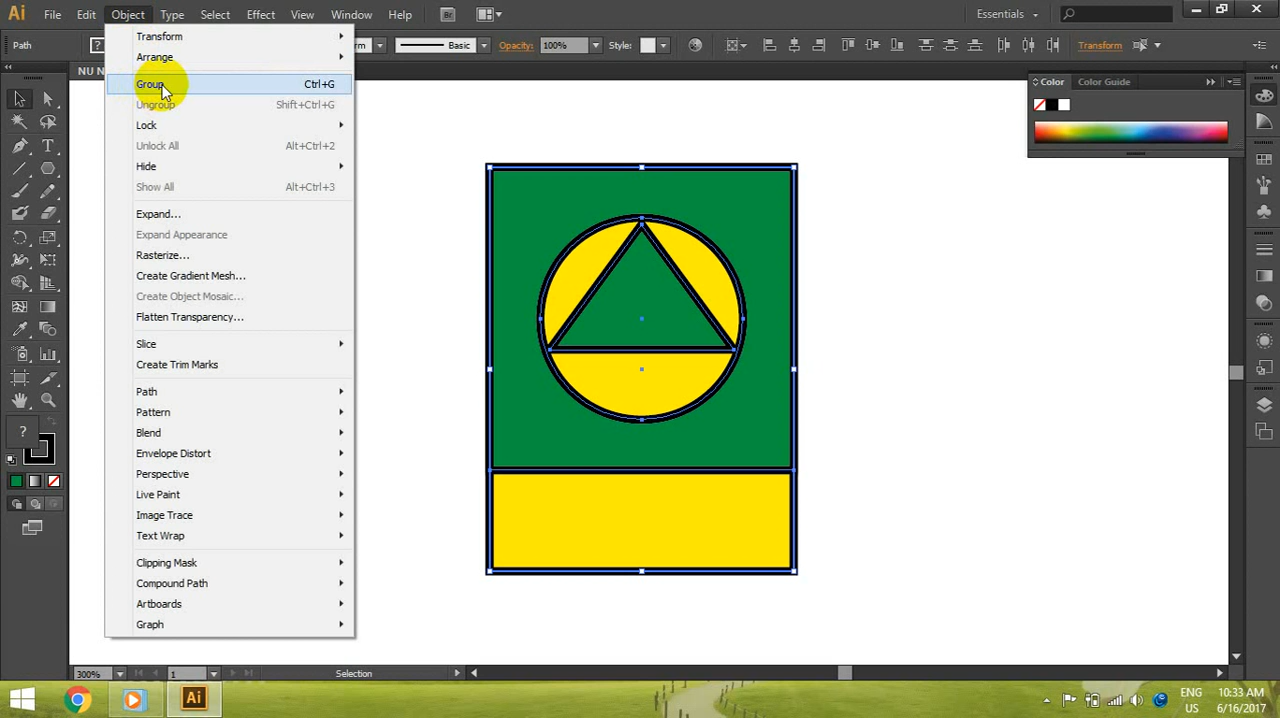 Ai File Edit Object Type Select Effect View Window Help Br Essentials
Path ? Basic Opacity: 100% Style: Transform
NU N
Transform
Arrange
Group Ctrl+G
Ungroup Shift+Ctrl+G
Lock
Unlock All Alt+2
Hide
Show All Alt+3
Expand...
Expand Appearance
Rasterize...
Create Gradient Mesh...
Create Object Mosaic...
Flatten Transparency...
Slice
Create Trim Marks
Path
Pattern
Blend
Envelope Distort
Perspective
Live Paint
Image Trace
Text Wrap
Clipping Mask
Compound Path
Artboards
Graph
Color Color Guide
?
300% 1 Selection
Ai ENG 10:33 AM
US 6/16/2017